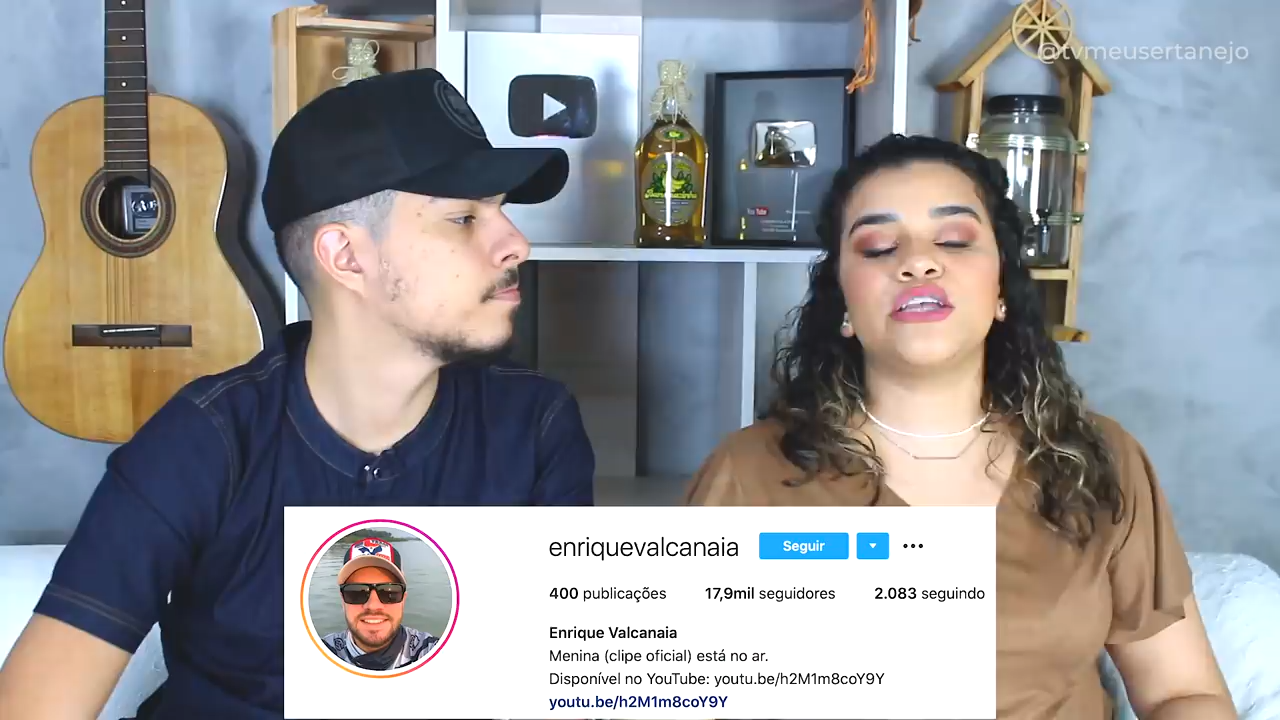 @tvmeusertanejo
YouTube
enriquevalcanaia
Seguir
400 publicações 17,9mil seguidores 2.083 seguindo
Enrique Valcanaia
Menina (clipe oficial) está no ar.
Disponível no YouTube: youtu.be/h2M1m8coY9Y
youtu.be/h2M1m8coY9Y